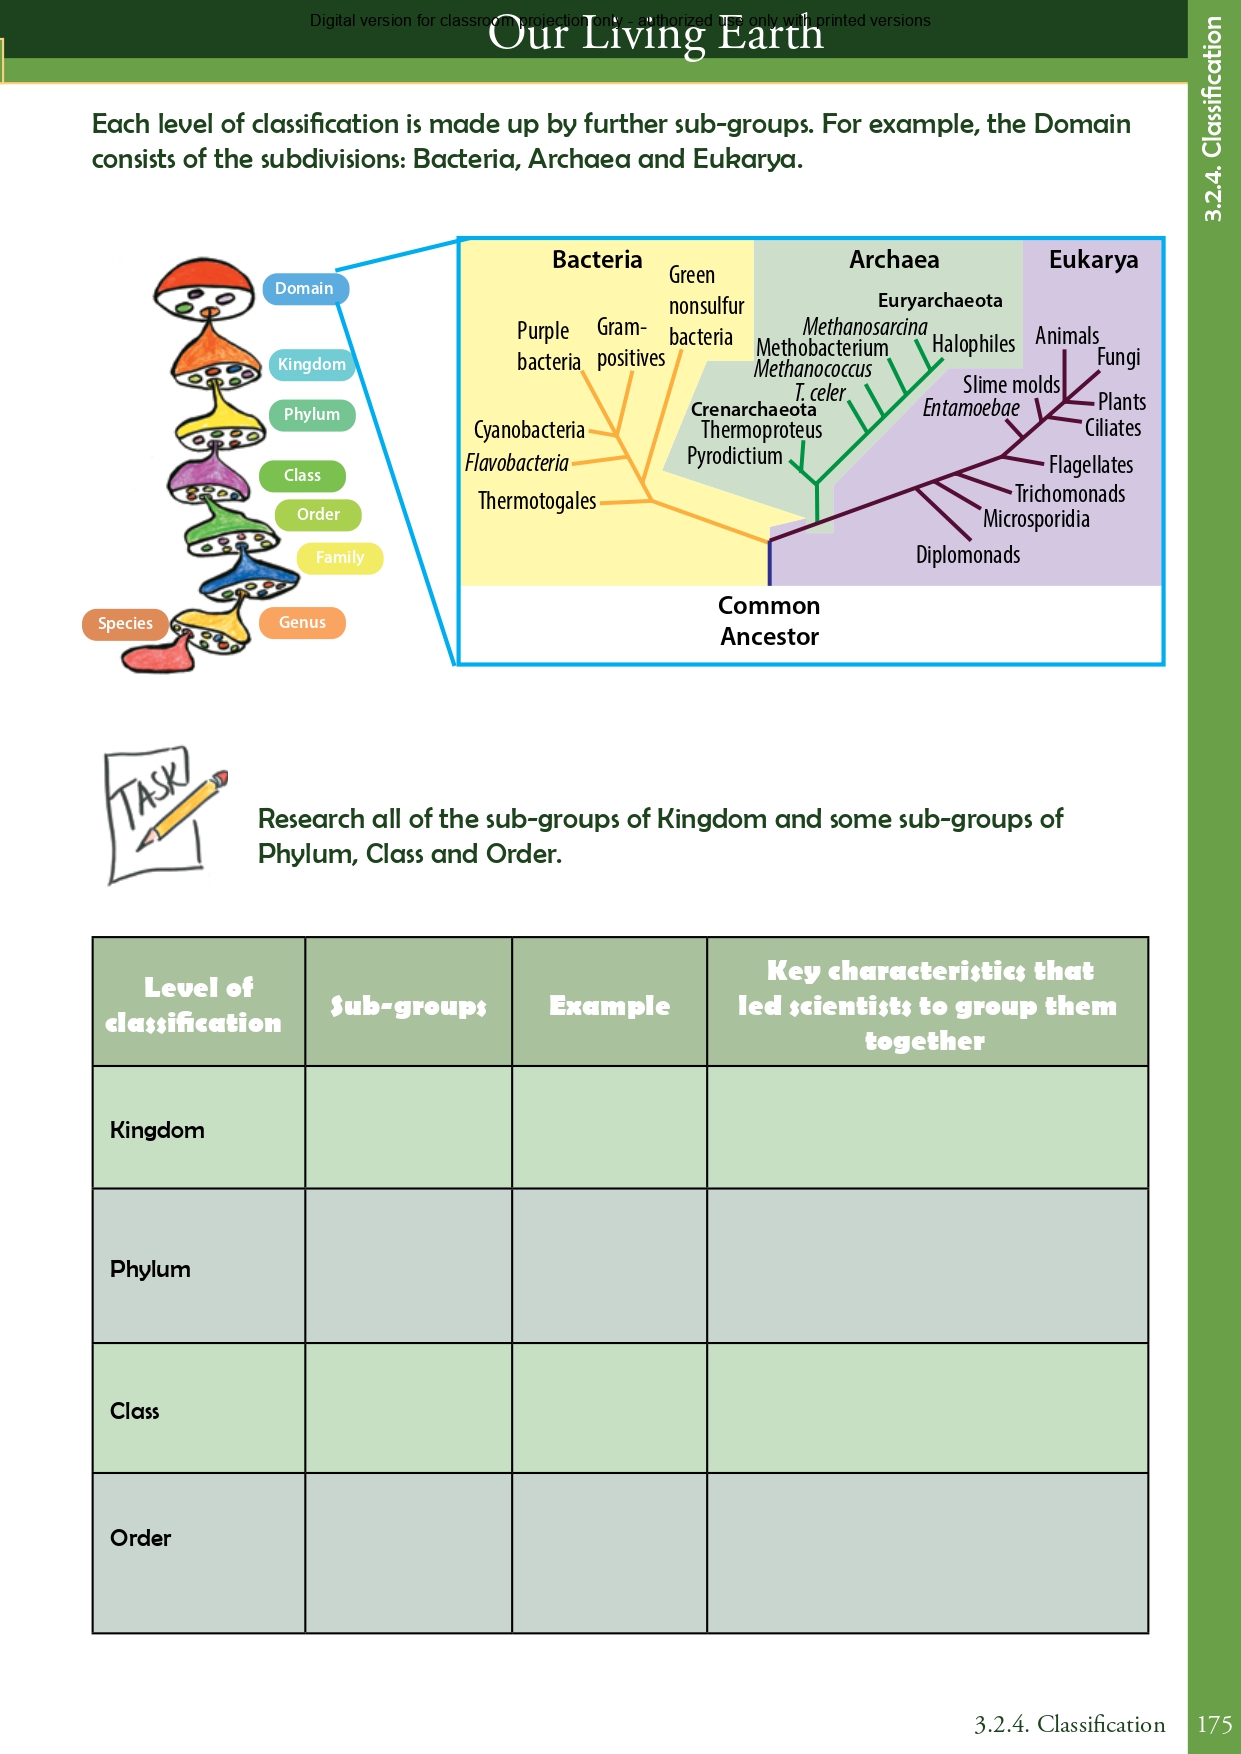 Digital version for classroom projection only - authorized use only with printed versions
Our Living Earth
3.2.4. Classification
Each level of classification is made up by further sub-groups. For example, the Domain
consists of the subdivisions: Bacteria, Archaea and Eukarya.
Domain
Kingdom
Phylum
Class
Order
Family
Genus
Species
Bacteria
Green
nonsulfur
bacteria
Purple
bacteria
Gram-
positives
Cyanobacteria
Flavobacteria
Thermotogales
Archaea
Euryarchaeota
Methanosarcina
Methobacterium
Halophiles
Methanococcus
T. celer
Crenarchaeota
Thermoproteus
Pyrodictium
Eukarya
Animals
Fungi
Slime molds
Entamoebae
Plants
Ciliates
Flagellates
Trichomonads
Microsporidia
Diplomonads
Common
Ancestor
TASK
Research all of the sub-groups of Kingdom and some sub-groups of
Phylum, Class and Order.
Level of
classification
Sub-groups
Example
Key characteristics that
led scientists to group them
together
Kingdom
Phylum
Class
Order
3.2.4. Classification
175